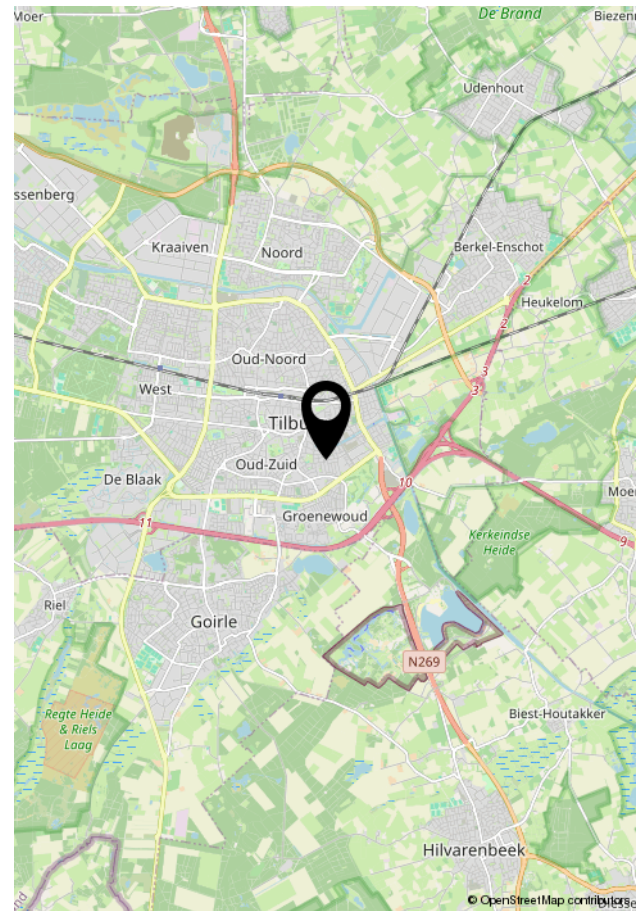 Moer
De Brand
Biezenm
Udenhout
ssenberg
Kraaiven
Noord
Berkel-Enschot
2
Heukelom
2
Oud-Noord
3
West
3
Tilbu
Oud-Zuid
De Blaak
10
Moer
Groenewoud
11
Kerkeindse
Heide
9
Riel
Goirle
N269
Regte Heide
& Riels
Laag
Biest-Houtakker
Hilvarenbeek
© OpenStreetMap contributors